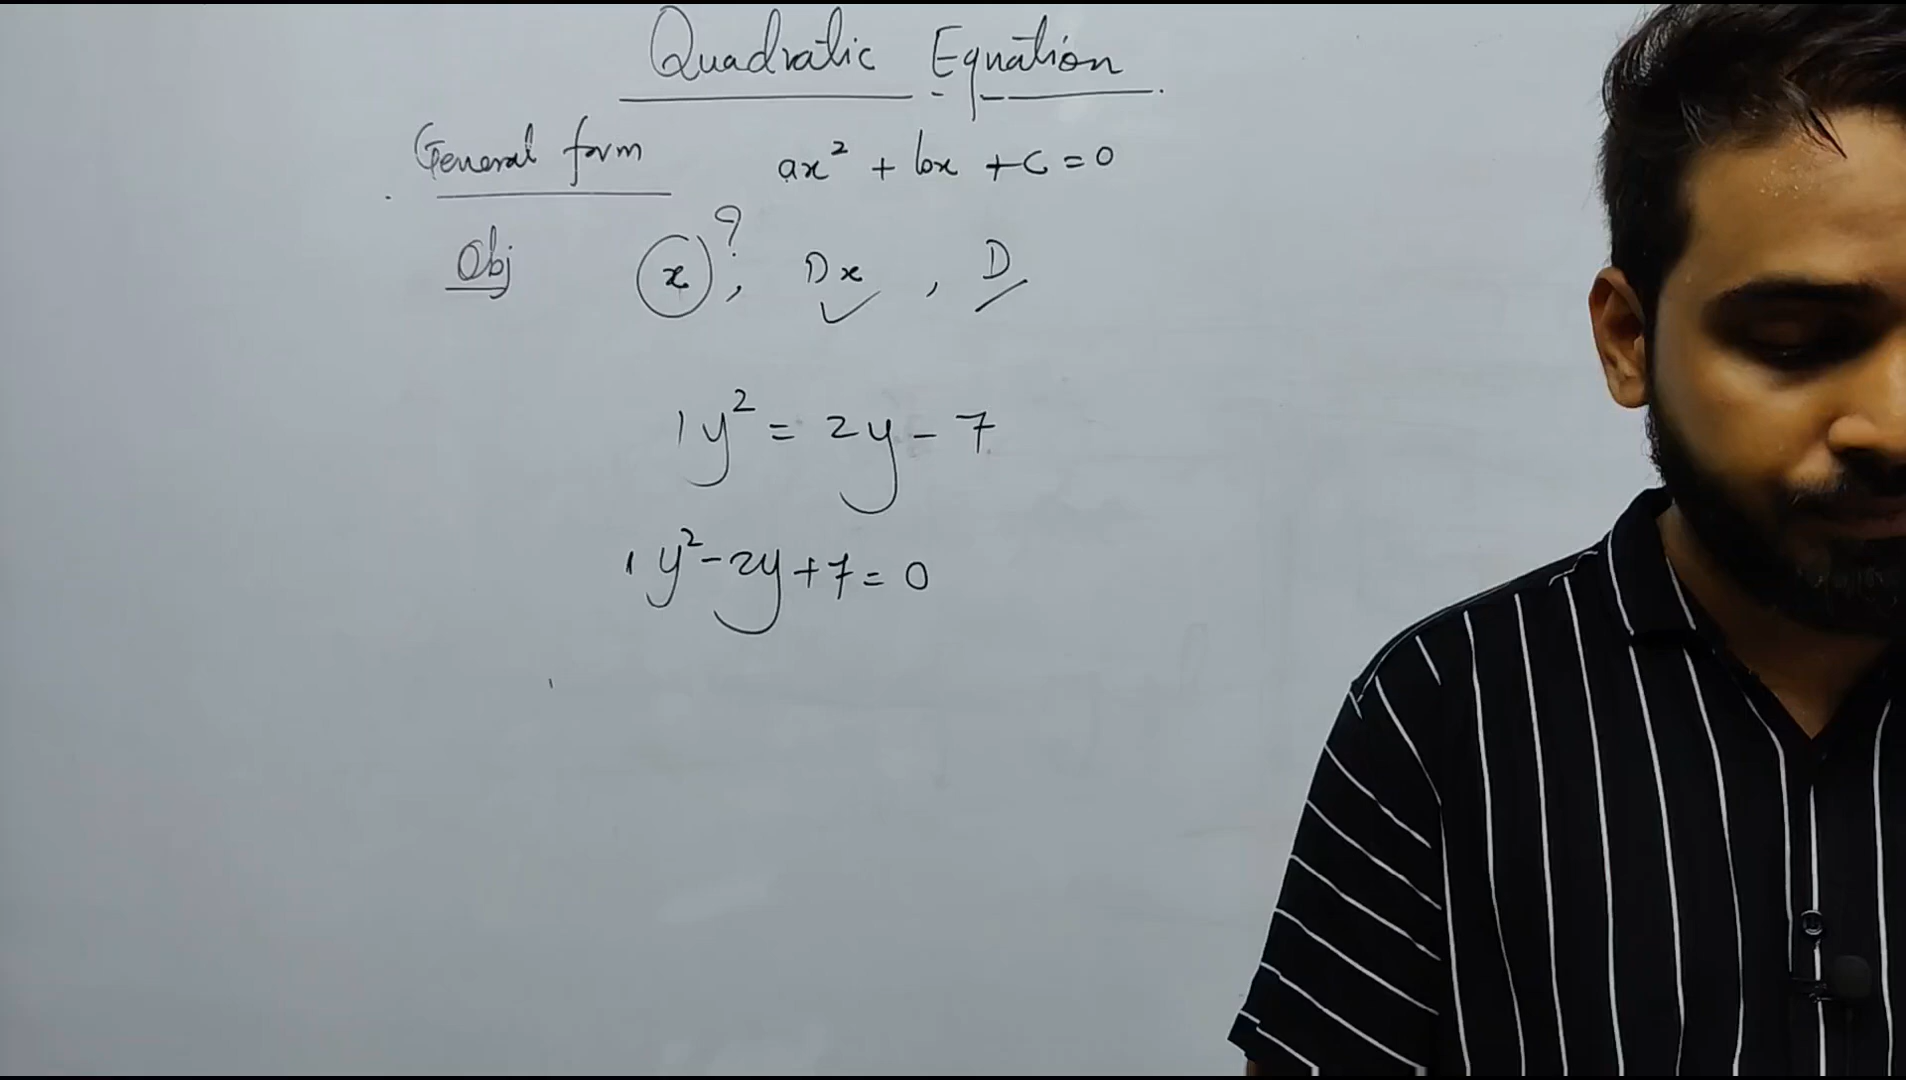 Quadratic Equation
General form ax² + bx + c = 0
Obj x?, Dx, D
1y² = 2y - 7
1y² - 2y + 7 = 0